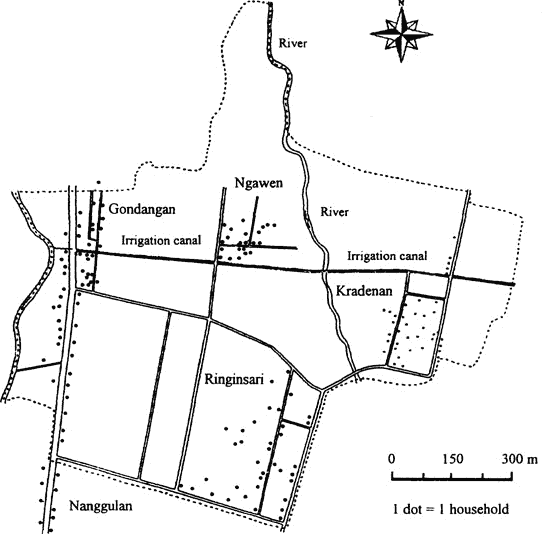 N
River
Ngawen
Gondangan
River
Irrigation canal
Irrigation canal
Kradenan
Ringinsari
0 150 300 m
Nanggulan
1 dot = 1 household